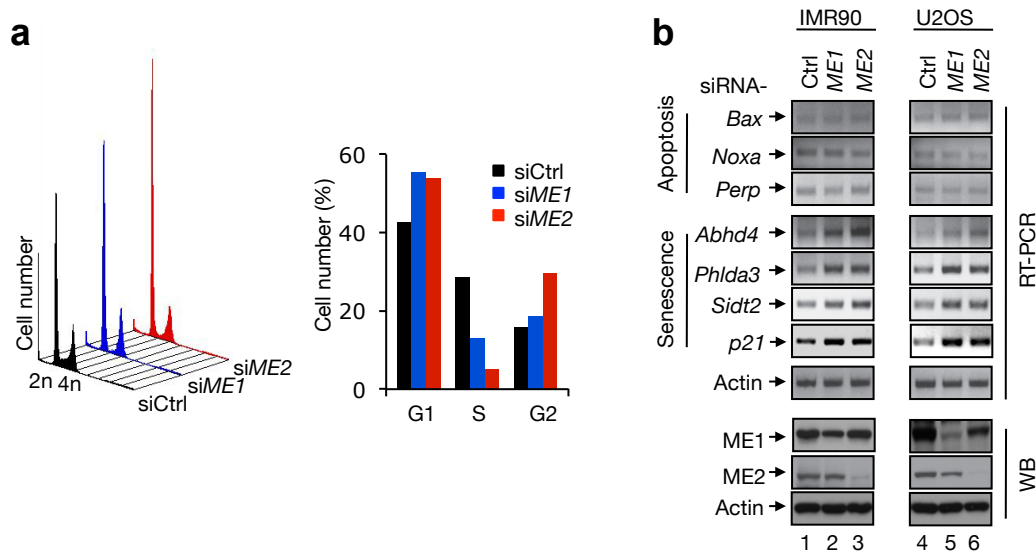 a
Cell number
2n 4n
siCtrl
siME1
siME2
Cell number (%)
60
40
20
0
G1 S G2
siCtrl
siME1
siME2
b
IMR90 U2OS
siRNA- Ctrl ME1 ME2 Ctrl ME1 ME2
Apoptosis
Bax
Noxa
Perp
Senescence
Abhd4
Phlda3
Sidt2
p21
Actin
RT-PCR
ME1
ME2
Actin
WB
1 2 3 4 5 6